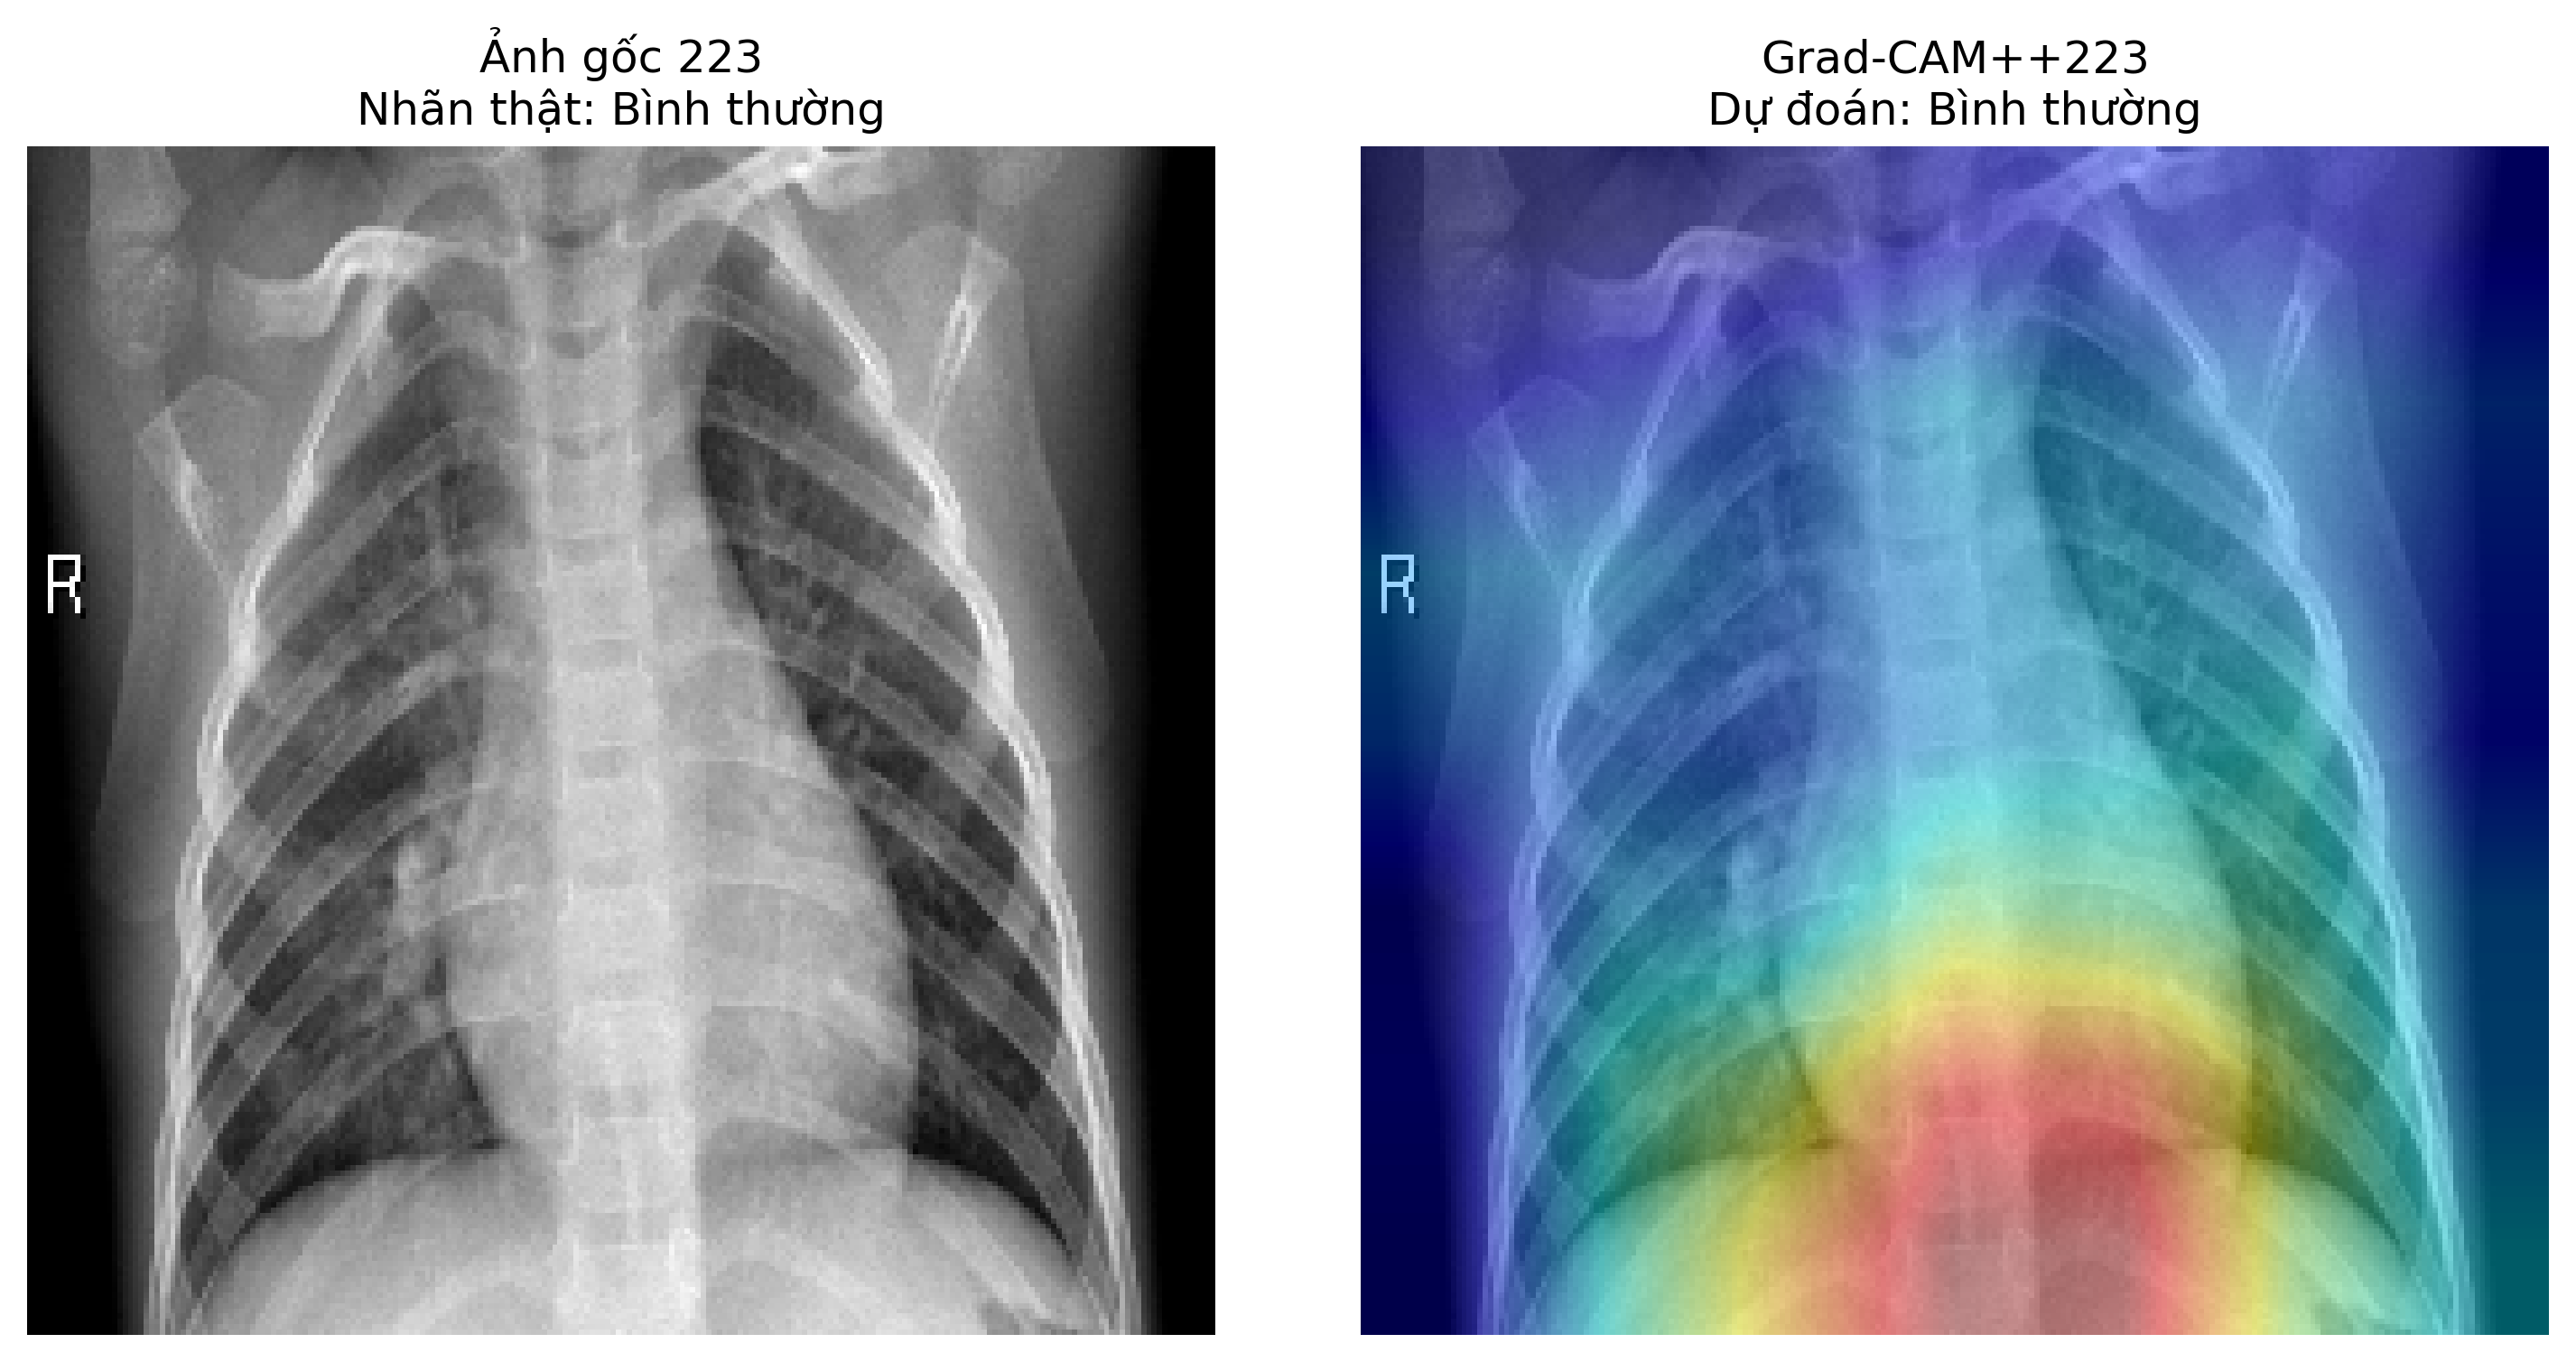 Ảnh gốc 223
Nhãn thật: Bình thường
Grad-CAM++223
Dự đoán: Bình thường
R
R